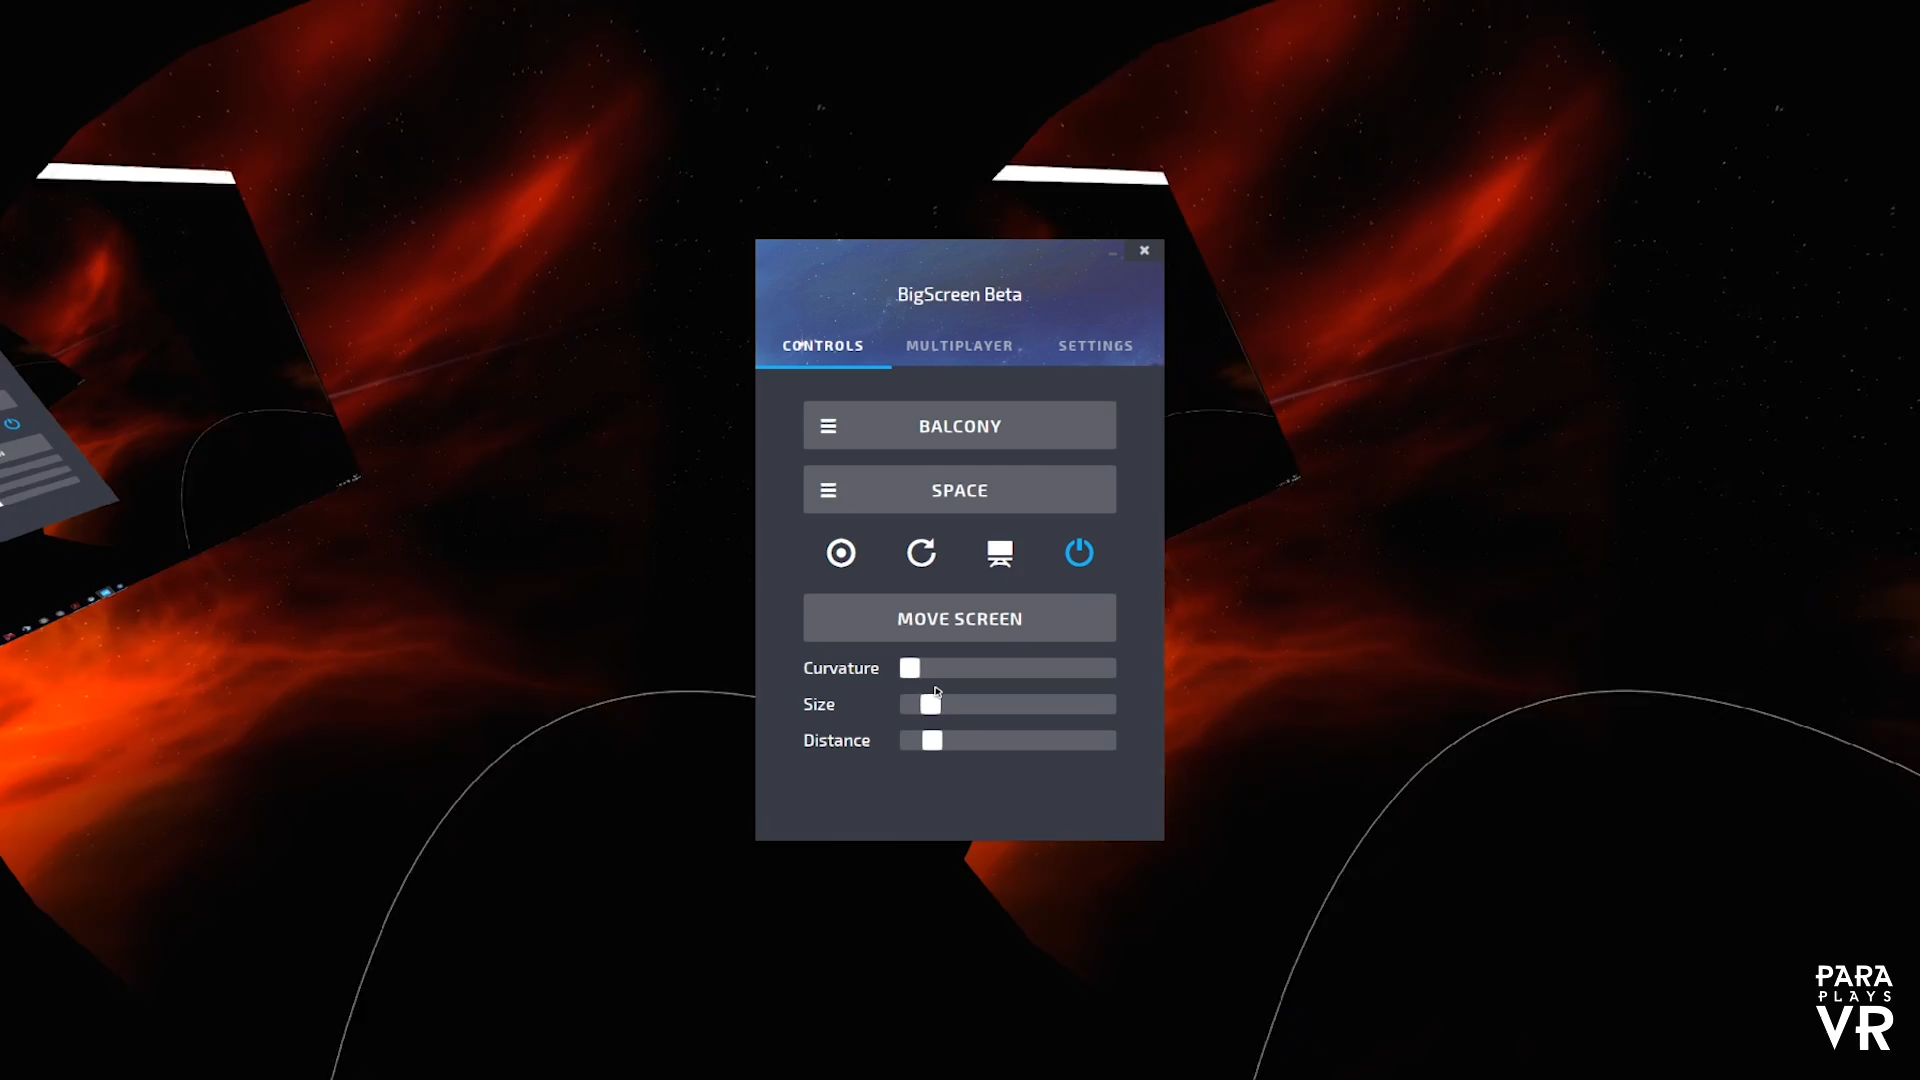 BigScreen Beta
CONTROLS
MULTIPLAYER
SETTINGS
BALCONY
SPACE
MOVE SCREEN
Curvature
Size
Distance
PARA
PLAYS
VR